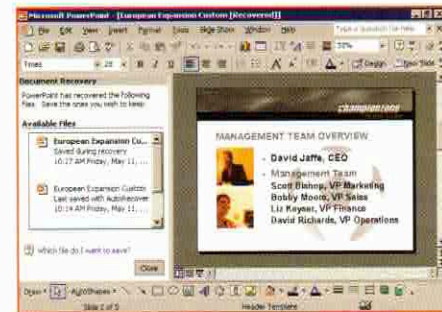 Microsoft PowerPoint - [European Expansion Custom [Recovered]]
File Edit View Insert Format Tools Slide Show Window Help
Times 28
Design New Slide
Document Recovery
PowerPoint has recovered the following
files. Save the ones you wish to keep.
Available Files
European Expansion Cu...
Saved during recovery
10:27 AM Friday, May 11, ...
European Expansion Custom
Last saved with AutoRecover
10:14 AM Friday, May 11, ...
Which file do I want to save?
Close
championzone
MANAGEMENT TEAM OVERVIEW
- David Jaffe, CEO
- Management Team
Scott Bishop, VP Marketing
Bobby Moore, VP Sales
Liz Keyser, VP Finance
David Richards, VP Operations
Draw AutoShapes
Slide 2 of 5 Header Template